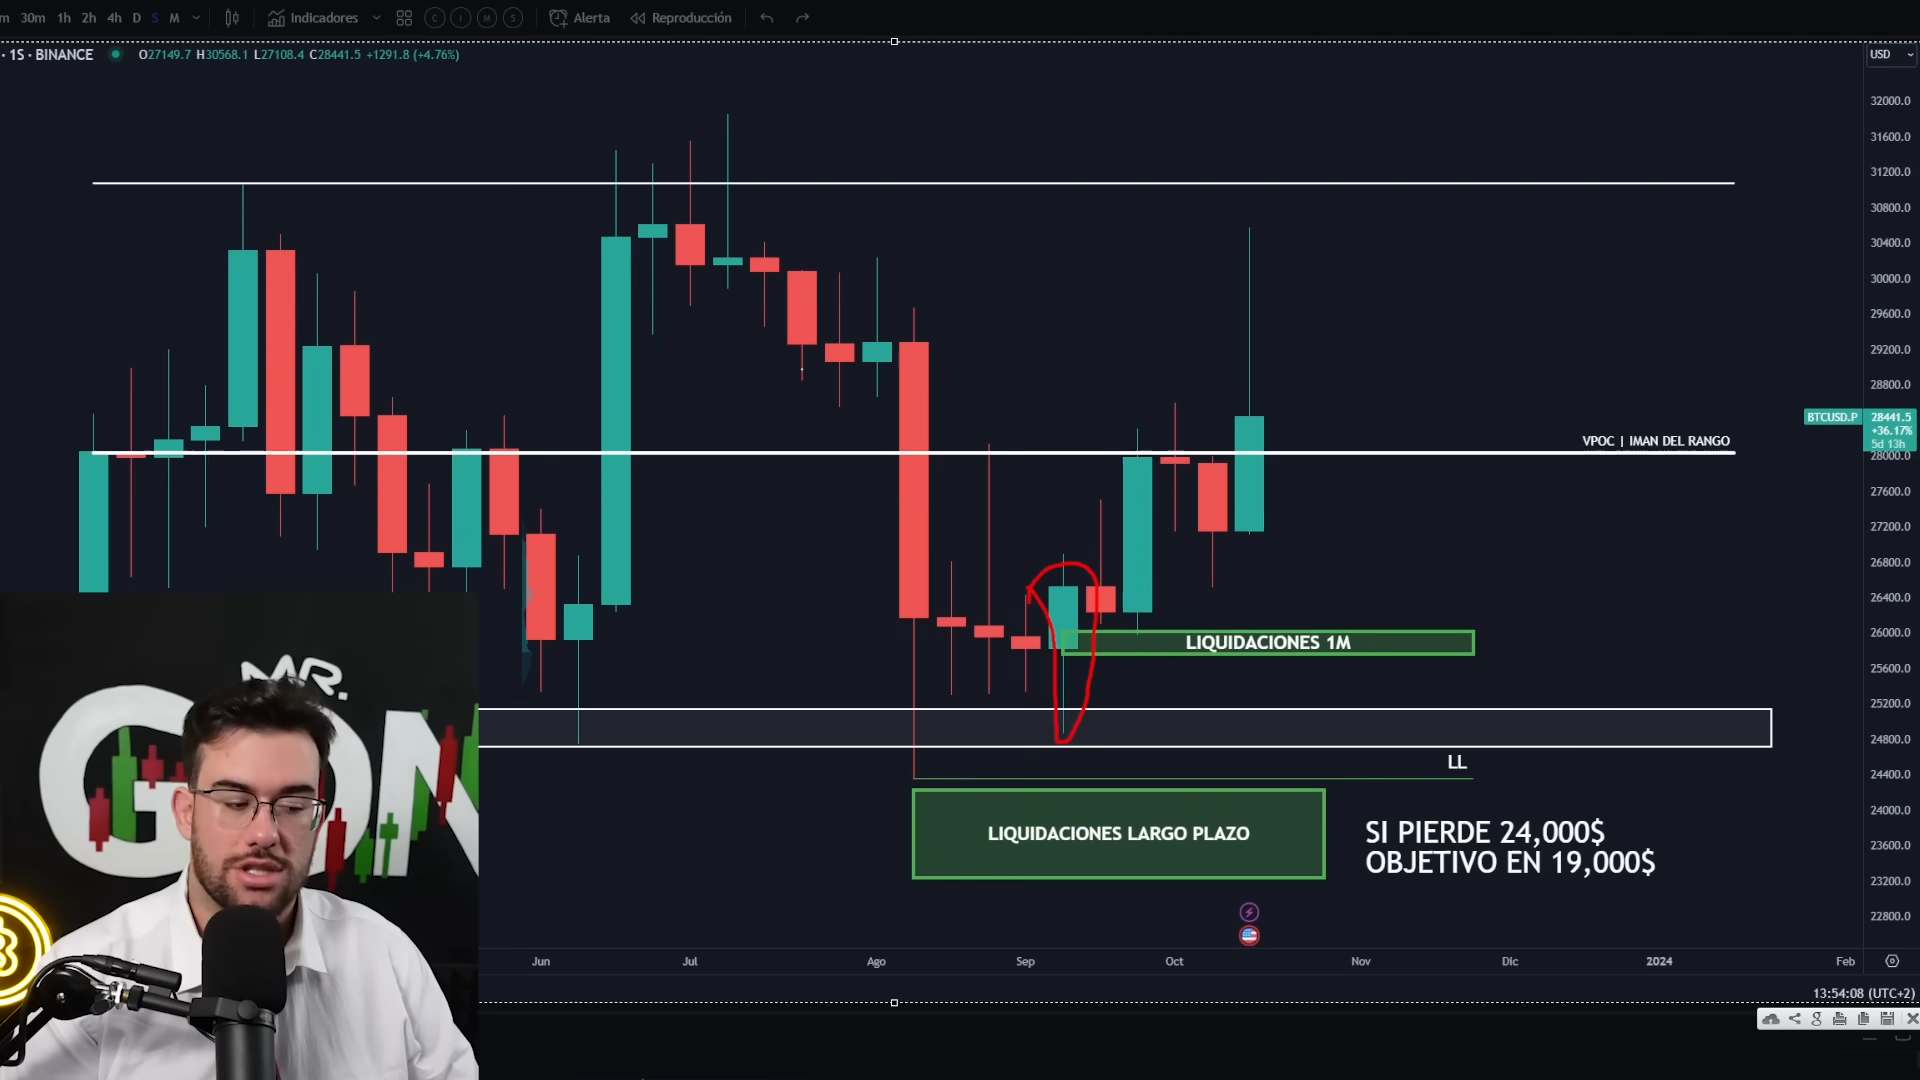 m 30m 1h 2h 4h D S M Indicadores C I M S Alerta Reproducción
· 1S · BINANCE O27149.7 H30568.1 L27108.4 C28441.5 +1291.8 (+4.76%)
USD
32000.0
31600.0
31200.0
30800.0
30400.0
30000.0
29600.0
29200.0
28800.0
BTCUSD.P 28441.5
+36.17%
5d 13h
VPOC | IMAN DEL RANGO
28000.0
27600.0
27200.0
26800.0
26400.0
26000.0
LIQUIDACIONES 1M
25600.0
25200.0
24800.0
LL
24400.0
24000.0
LIQUIDACIONES LARGO PLAZO
SI PIERDE 24,000$
OBJETIVO EN 19,000$
23600.0
23200.0
22800.0
MR.
GON
Jun Jul Ago Sep Oct Nov Dic 2024 Feb
13:54:08 (UTC+2)